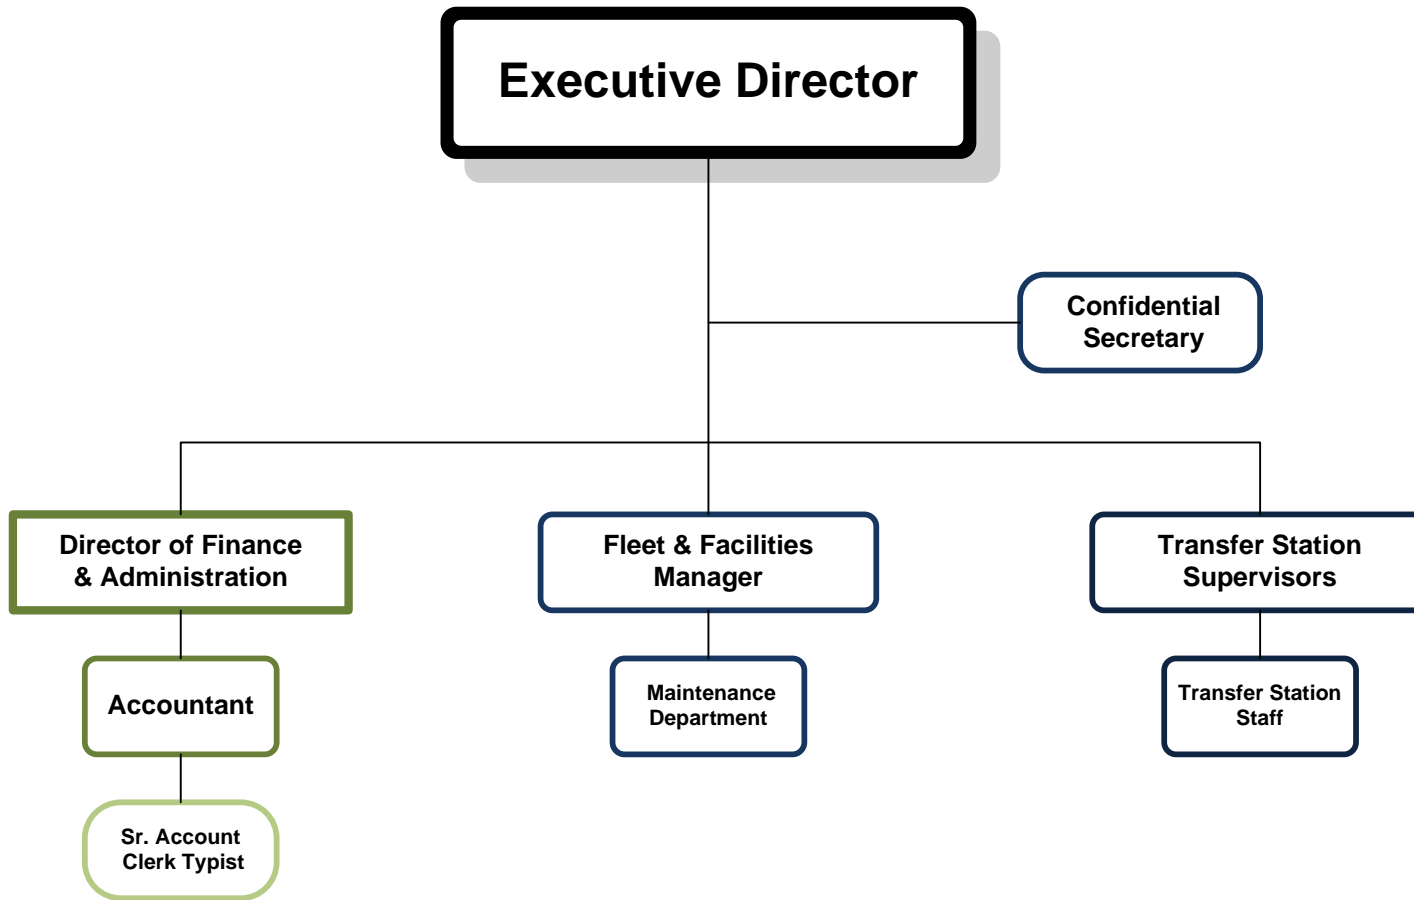 Executive Director
Confidential
Secretary
Director of Finance
& Administration
Fleet & Facilities
Manager
Transfer Station
Supervisors
Accountant
Maintenance
Department
Transfer Station
Staff
Sr. Account
Clerk Typist